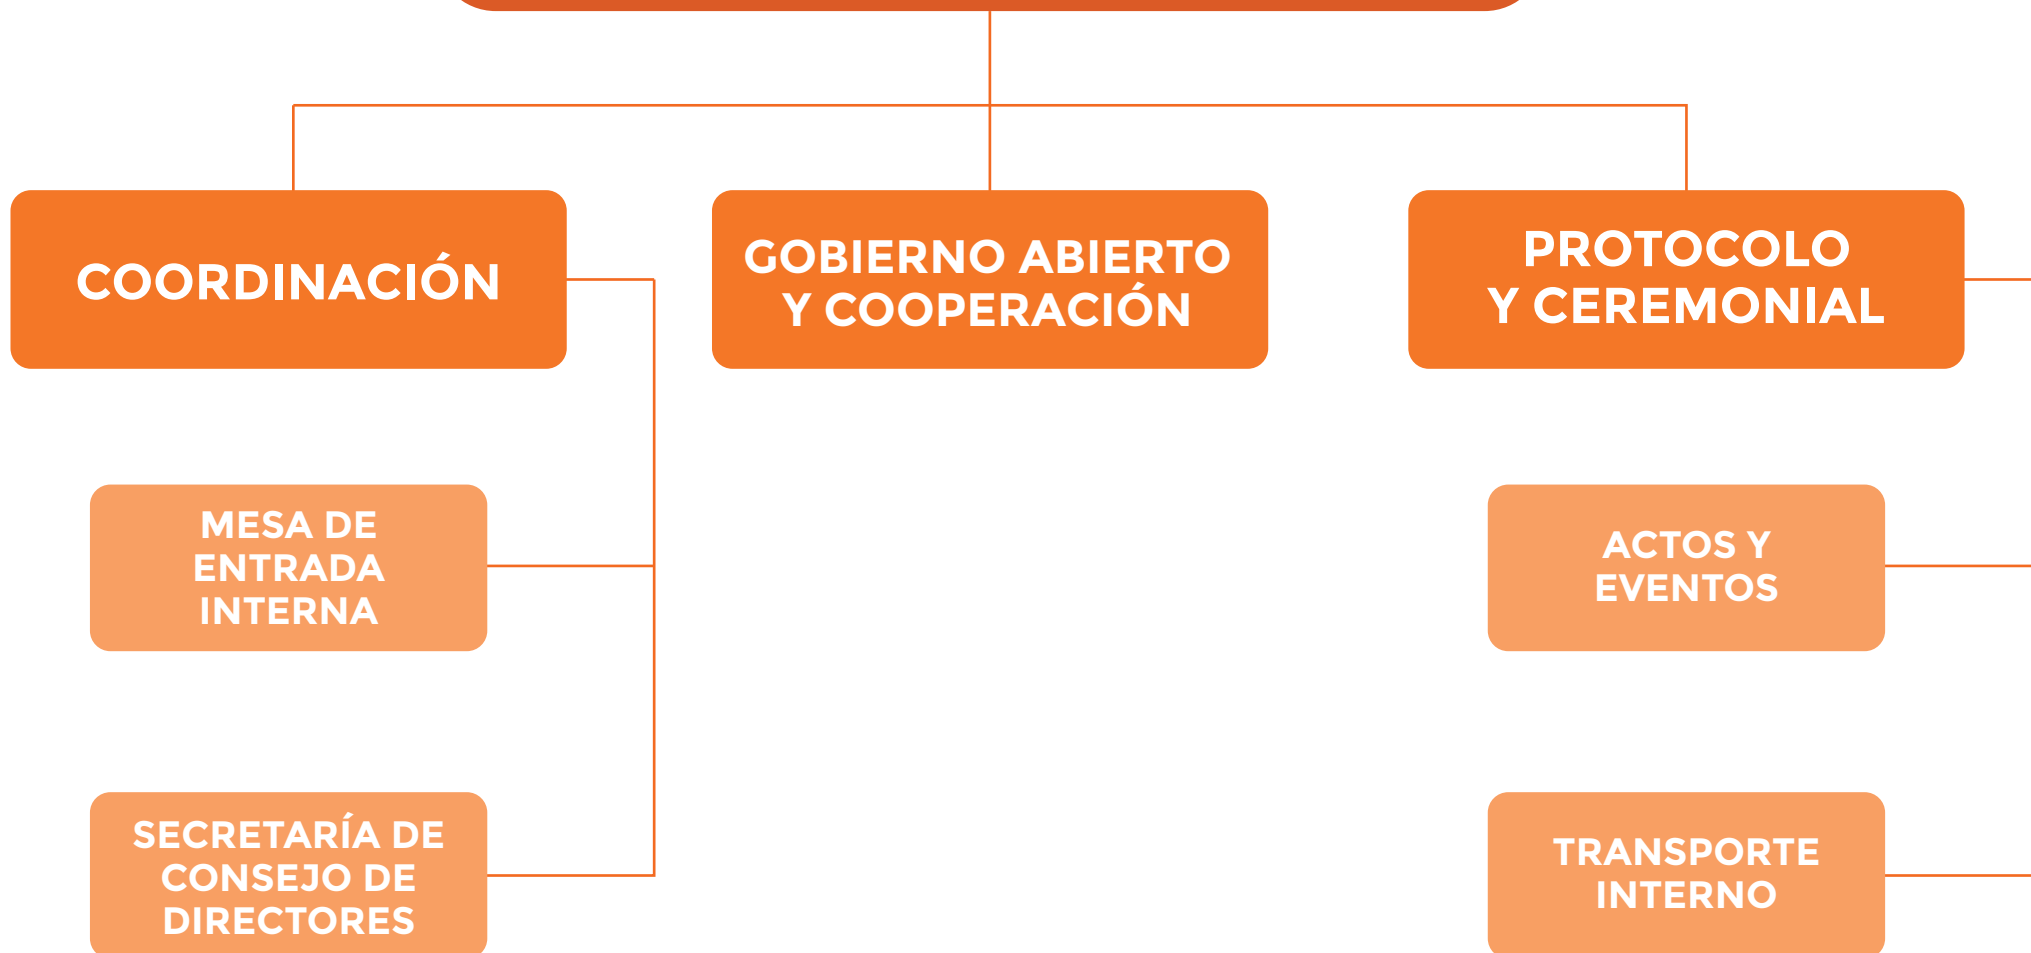 COORDINACIÓN
GOBIERNO ABIERTO
Y COOPERACIÓN
PROTOCOLO
Y CEREMONIAL
MESA DE
ENTRADA
INTERNA
ACTOS Y
EVENTOS
SECRETARÍA DE
CONSEJO DE
DIRECTORES
TRANSPORTE
INTERNO